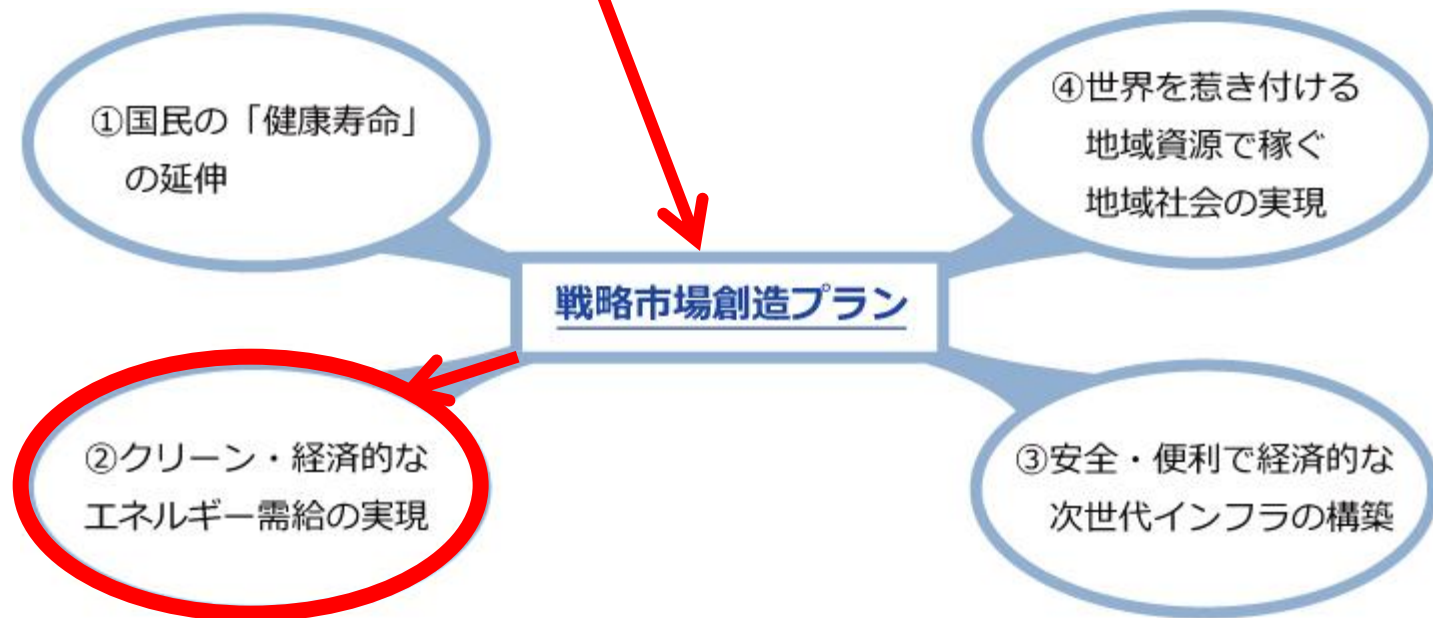 ①国民の「健康寿命」
の延伸
④世界を惹き付ける
地域資源で稼ぐ
地域社会の実現
戦略市場創造プラン
②クリーン・経済的な
エネルギー需給の実現
③安全・便利で経済的な
次世代インフラの構築